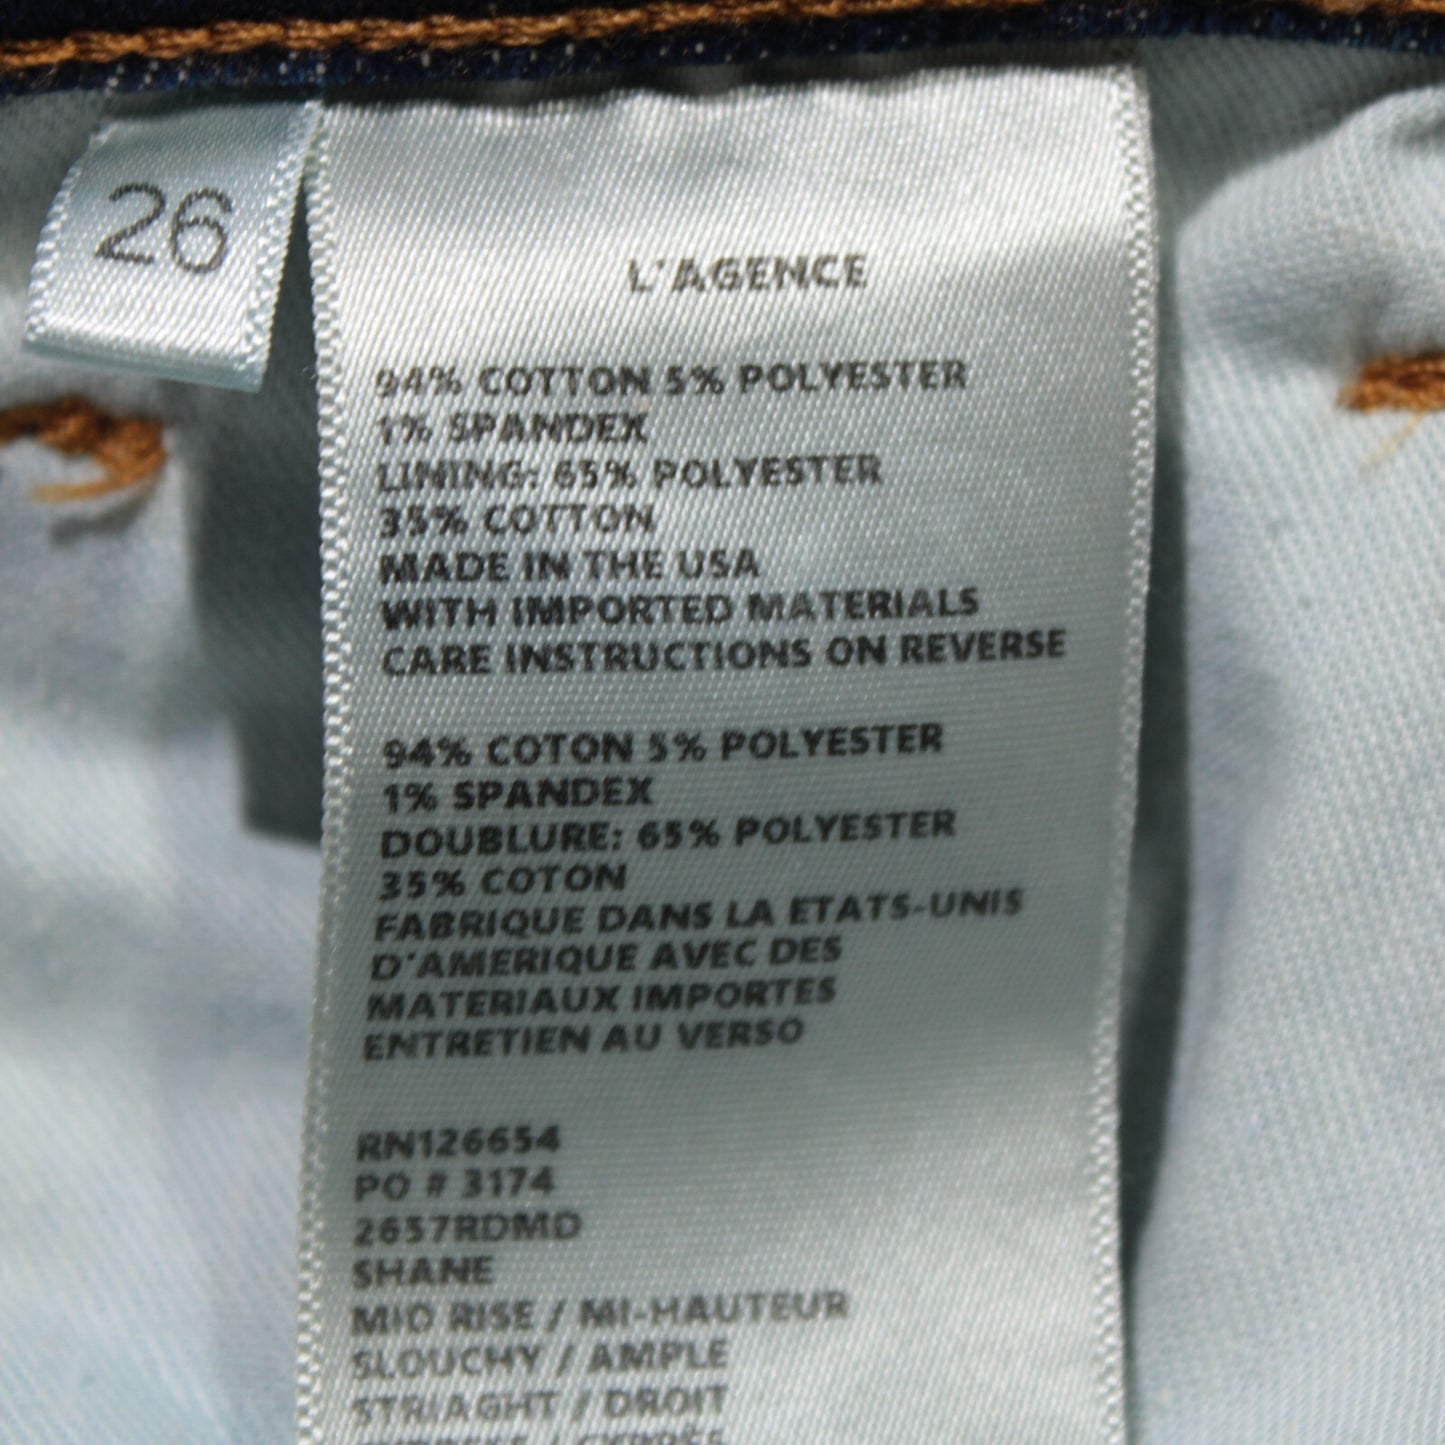 26
L'AGENCE
94% COTTON 5% POLYESTER
1% SPANDEX
LINING: 65% POLYESTER
35% COTTON
MADE IN THE USA
WITH IMPORTED MATERIALS
CARE INSTRUCTIONS ON REVERSE
94% COTON 5% POLYESTER
1% SPANDEX
DOUBLURE: 65% POLYESTER
35% COTON
FABRIQUE DANS LA ETATS-UNIS
D'AMERIQUE AVEC DES
MATERIAUX IMPORTES
ENTRETIEN AU VERSO
RN126654
PO # 3174
2657RDMD
SHANE
MID RISE / MI-HAUTEUR
SLOUCHY / AMPLE
STRIAGHT / DROIT